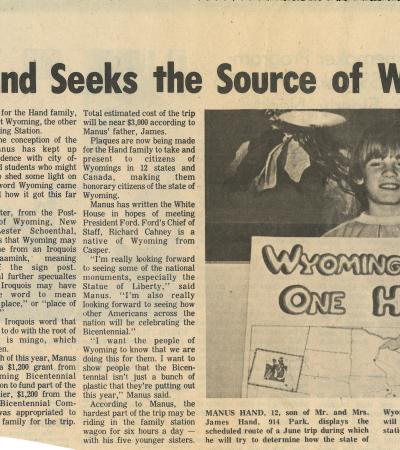 nd Seeks the Source of W
for the Hand family,
t Wyoming, the other
ing Station.
he conception of the
anus has kept up
dence with city of-
d students who might
o shed some light on
word Wyoming came
d how it got this far
ter, from the Post-
of Wyoming, New
Lester Schoenthal,
s that Wyoming may
e from an Iroquois
aamink, meaning
f the sign post.
l further specualtes
Iroquois may have
e word to mean
place," or "place of
"
Iroquois word that
to do with the root of
is mingo, which
en.
h of this year, Manus
a $1,200 grant from
ming Bicentennial
on to fund part of the
ier, $1,200 from the
Bicentennial Com-
was appropriated to
family for the trip.
Total estimated cost of the trip
will be near $3,000 according to
Manus' father, James.
Plaques are now being made
for the Hand family to take and
present to citizens of
Wyomings in 12 states and
Canada, making them
honorary citizens of the state of
Wyoming.
Manus has written the White
House in hopes of meeting
President Ford. Ford's Chief of
Staff, Richard Cahney is a
native of Wyoming from
Casper.
"I'm really looking forward
to seeing some of the national
monuments, especially the
Statue of Liberty," said
Manus. "I'm also really
looking forward to seeing how
other Americans across the
nation will be celebrating the
Bicentennial."
"I want the people of
Wyoming to know that we are
doing this for them. I want to
show people that the Bicen-
tennial isn't just a bunch of
plastic that they're putting out
this year," Manus said.
According to Manus, the
hardest part of the trip may be
riding in the family station
wagon for six hours a day —
with his five younger sisters.
WYOMING
ONE H
MANUS HAND, 12, son of Mr. and Mrs.
James Hand. 914 Park, displays the
scheduled route of a June trip during which
he will try to determine how the state of
Wyo
stati